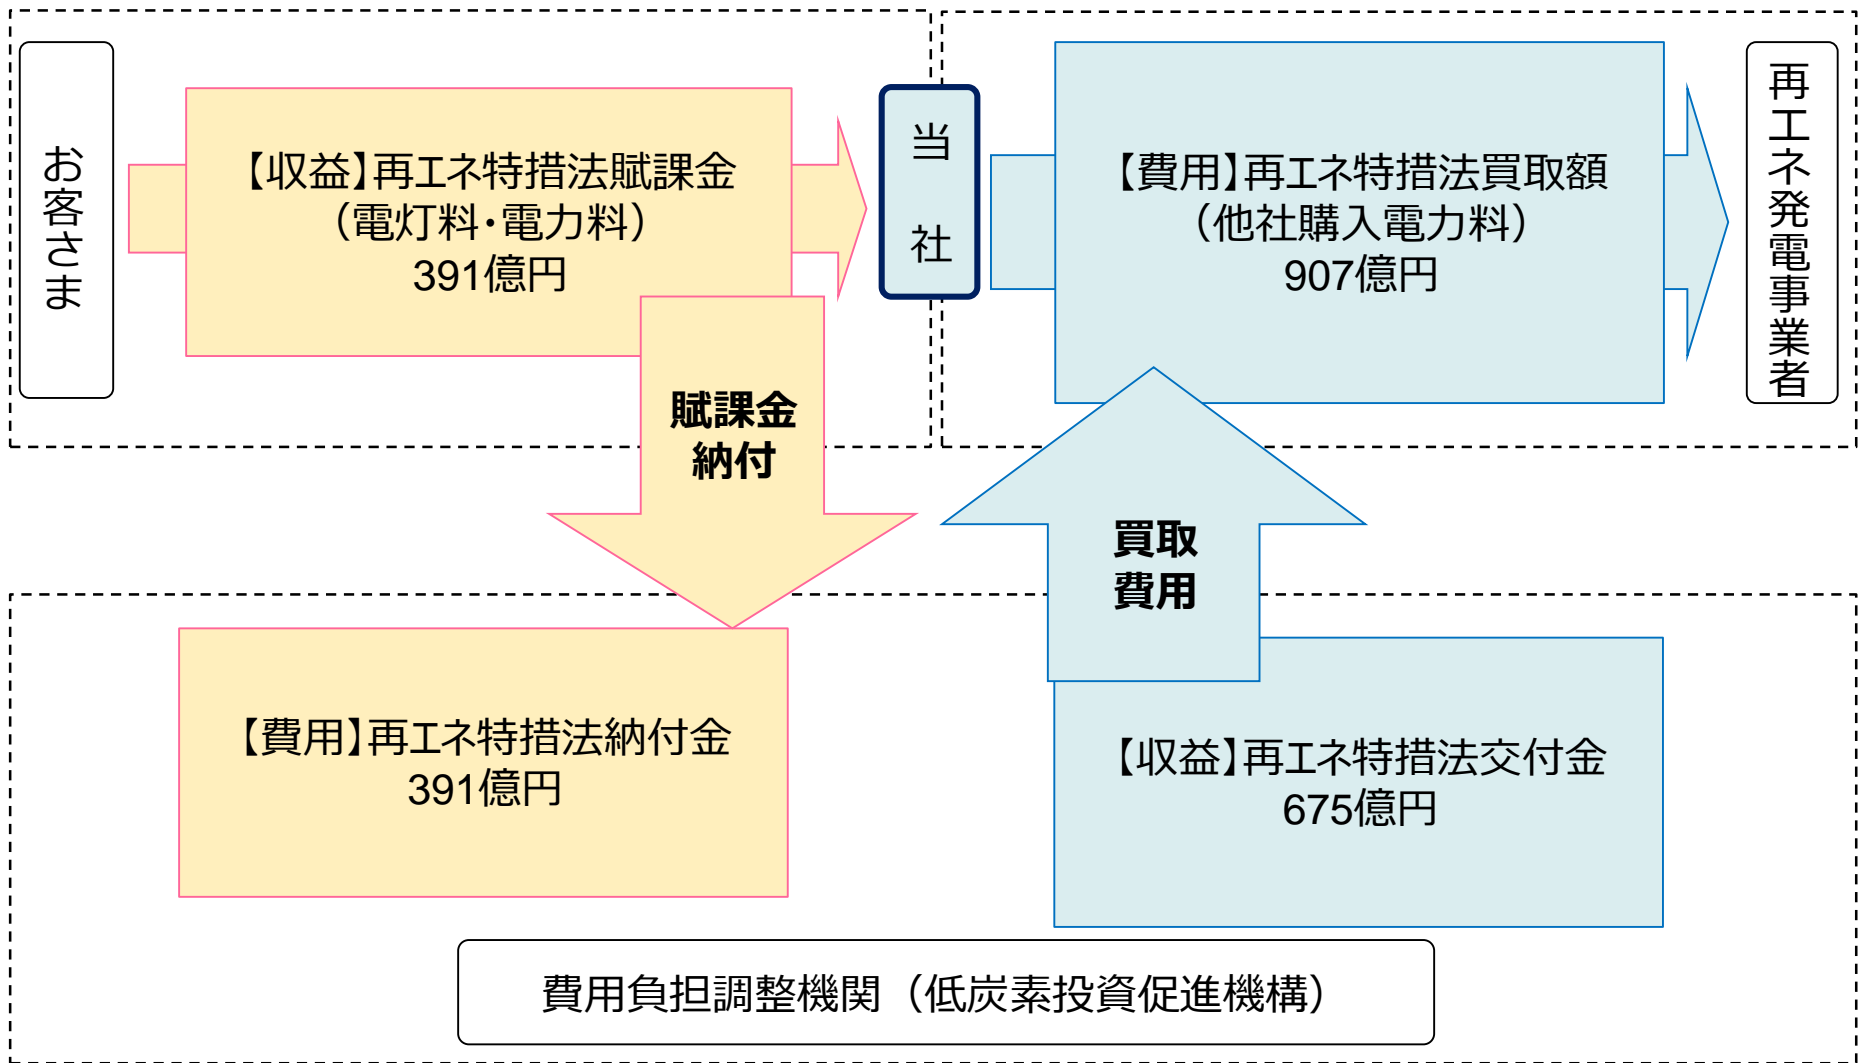 お客さま
【収益】再エネ特措法賦課金
（電灯料・電力料）
391億円
当社
【費用】再エネ特措法買取額
（他社購入電力料）
907億円
再エネ発電事業者
賦課金
納付
買取
費用
【費用】再エネ特措法納付金
391億円
【収益】再エネ特措法交付金
675億円
費用負担調整機関（低炭素投資促進機構）